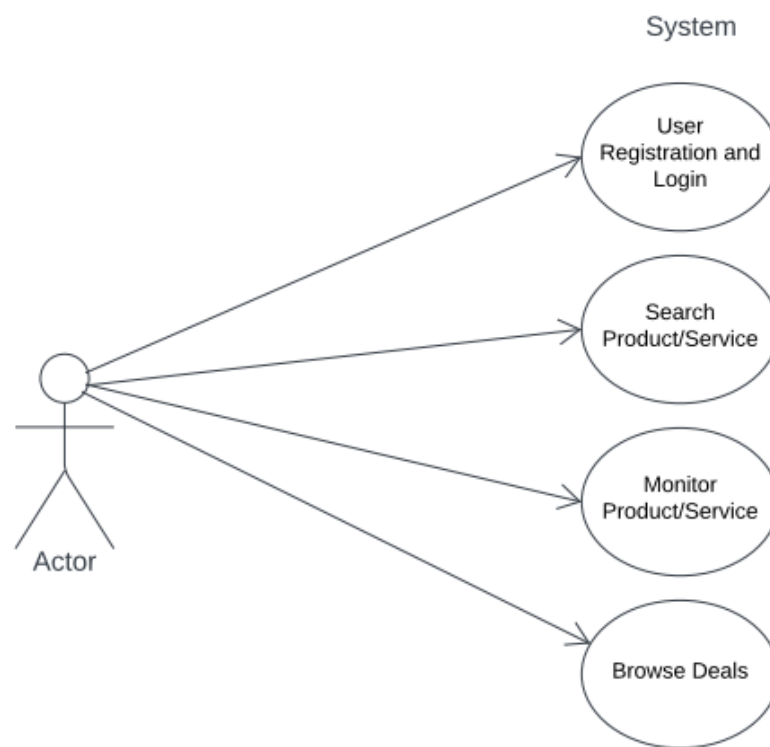 System
User
Registration and
Login
Search
Product/Service
Monitor
Product/Service
Browse Deals
Actor